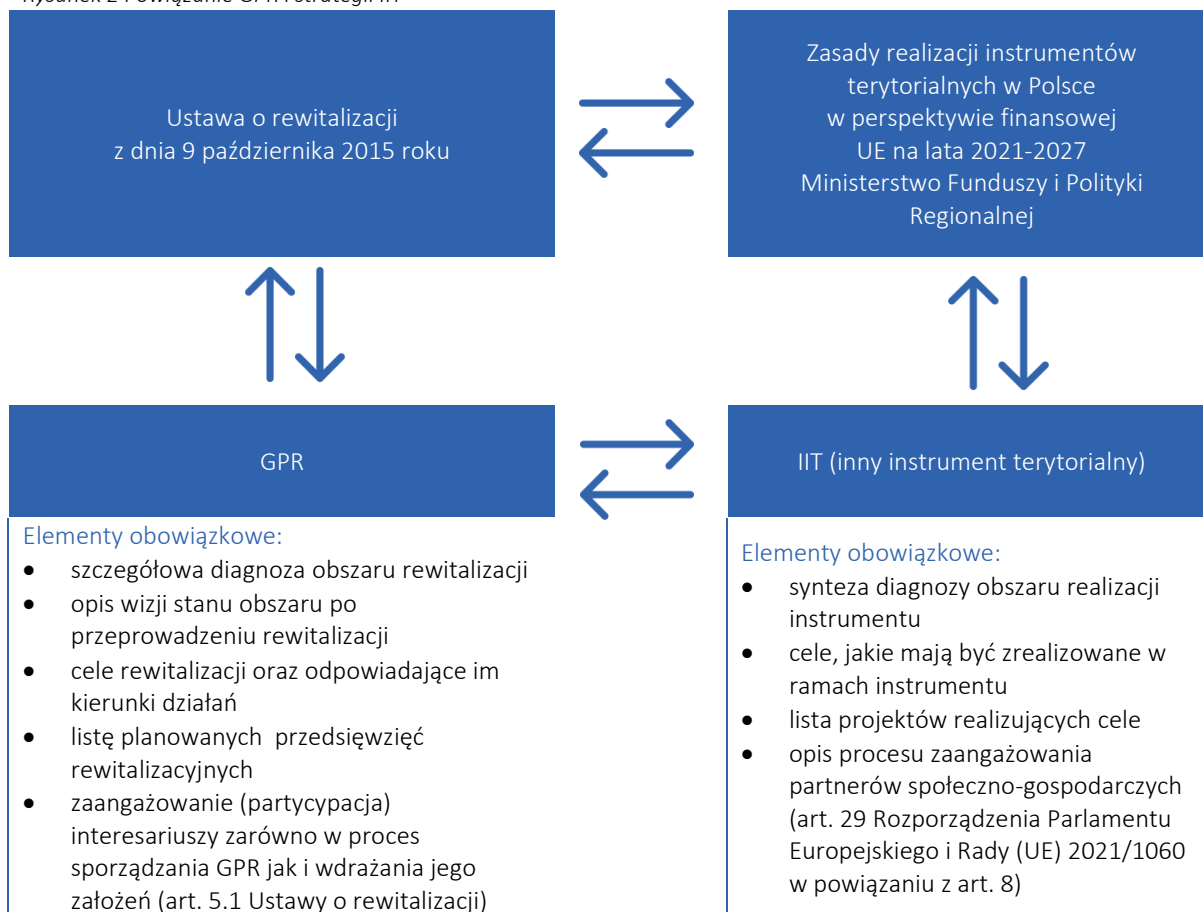 Ustawa o rewitalizacji
z dnia 9 października 2015 roku
Zasady realizacji instrumentów
terytorialnych w Polsce
w perspektywie finansowej
UE na lata 2021-2027
Ministerstwo Funduszy i Polityki
Regionalnej
GPR
IIT (inny instrument terytorialny)
Elementy obowiązkowe:
• szczegółowa diagnoza obszaru rewitalizacji
• opis wizji stanu obszaru po
przeprowadzeniu rewitalizacji
• cele rewitalizacji oraz odpowiadające im
kierunki działań
• listę planowanych przedsięwzięć
rewitalizacyjnych
• zaangażowanie (partycypacja)
interesariuszy zarówno w proces
sporządzania GPR jak i wdrażania jego
założeń (art. 5.1 Ustawy o rewitalizacji)
Elementy obowiązkowe:
• synteza diagnozy obszaru realizacji
instrumentu
• cele, jakie mają być zrealizowane w
ramach instrumentu
• lista projektów realizujących cele
• opis procesu zaangażowania
partnerów społeczno-gospodarczych
(art. 29 Rozporządzenia Parlamentu
Europejskiego i Rady (UE) 2021/1060
w powiązaniu z art. 8)